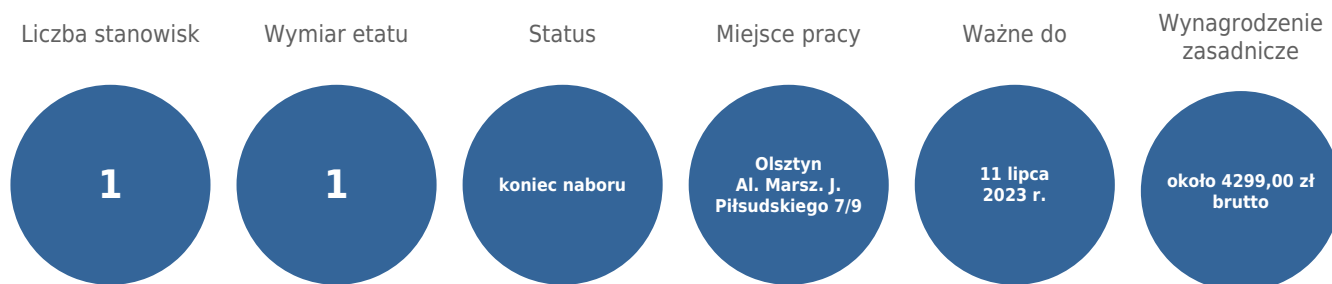 Liczba stanowisk
1
Wymiar etatu
1
Status
koniec naboru
Miejsce pracy
Olsztyn
Al. Marsz. J.
Piłsudskiego 7/9
Ważne do
11 lipca
2023 r.
Wynagrodzenie
zasadnicze
około 4299,00 zł
brutto